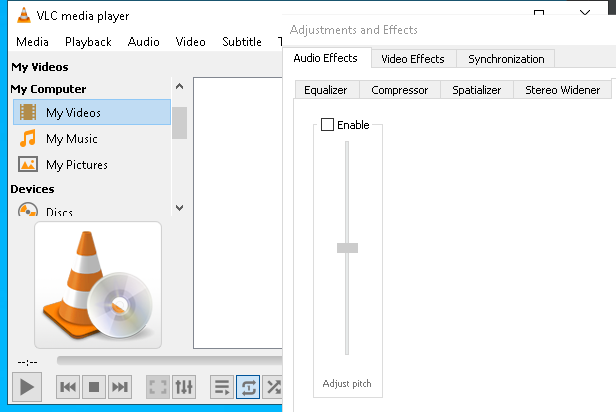 VLC media player
Media Playback Audio Video Subtitle T
My Videos
My Computer
My Videos
My Music
My Pictures
Devices
Discs
--:--
Adjustments and Effects
Audio Effects Video Effects Synchronization
Equalizer Compressor Spatializer Stereo Widener
Enable
Adjust pitch